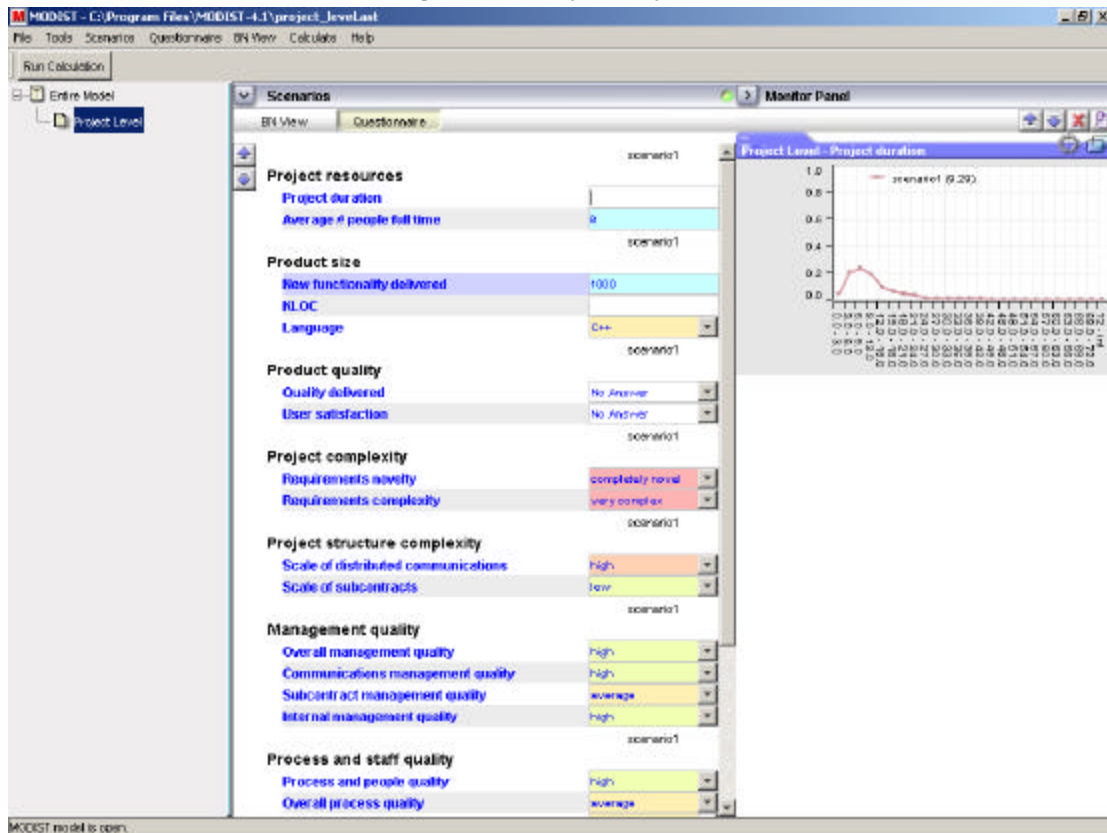 MODIST - C:\Program Files\MODIST-4.1\project_level.ast
File Tools Scenarios Questionnaire BN View Calculate Help
Run Calculation
Entire Model
Project Level
Scenarios
Monitor Panel
BN View Questionnaire
scenario1
Project resources
Project duration
Average # people full time
scenario1
Product size
New functionality delivered 1000
KLOC
Language C++
scenario1
Product quality
Quality delivered No Answer
User satisfaction No Answer
scenario1
Project complexity
Requirements novelty completely novel
Requirements complexity very complex
scenario1
Project structure complexity
Scale of distributed communications high
Scale of subcontracts low
scenario1
Management quality
Overall management quality high
Communications management quality high
Subcontract management quality average
Internal management quality high
scenario1
Process and staff quality
Process and people quality high
Overall process quality average
Project Level - Project duration
scenario1 (9.29)
1.0
0.8
0.6
0.4
0.2
0.0
MODIST model is open.